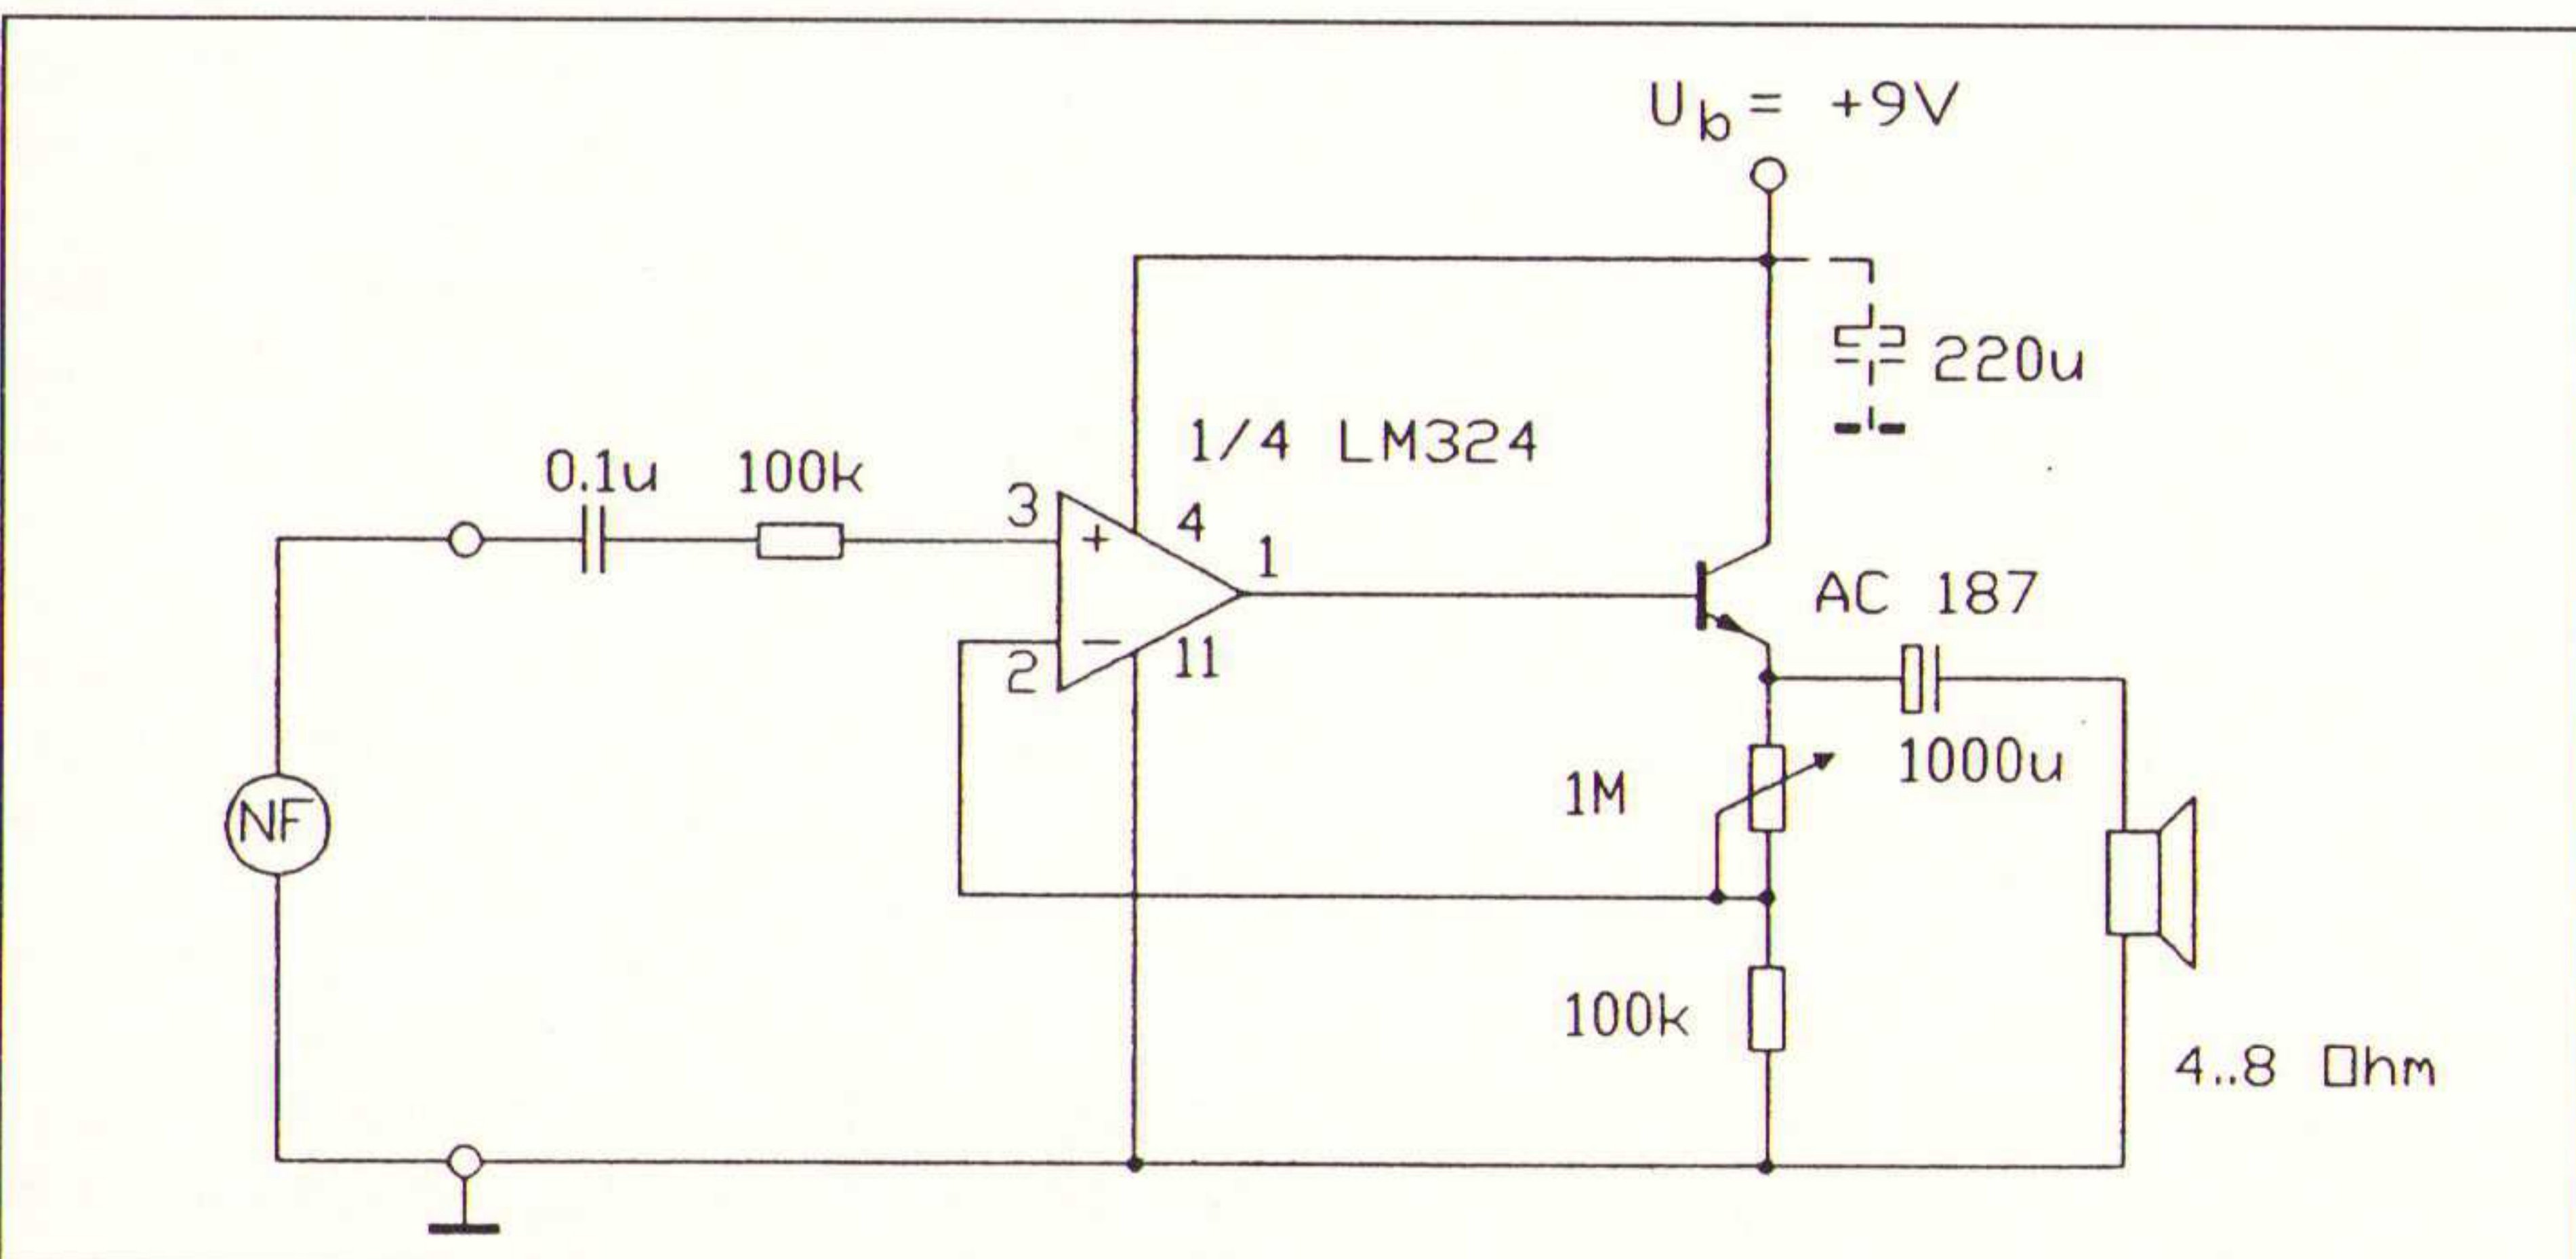 U_b = +9V
220u
1/4 LM324
0.1u 100k
3
4
1
+
AC 187
−
2
11
1000u
1M
NF
100k
4..8 Ohm